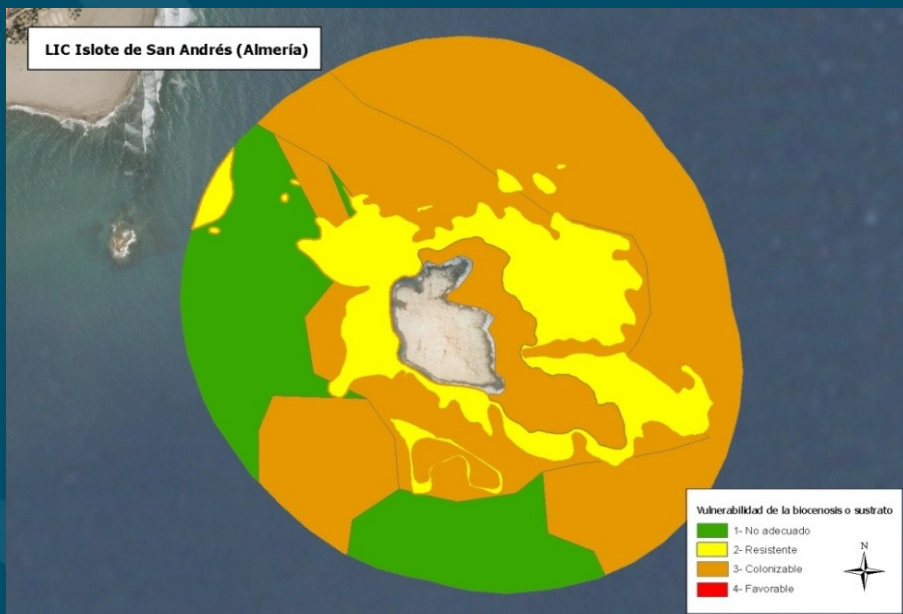 LIC Islote de San Andrés (Almería)
Vulnerabilidad de la biocenosis o sustrato
1- No adecuado
2- Resistente
3- Colonizable
4- Favorable
N